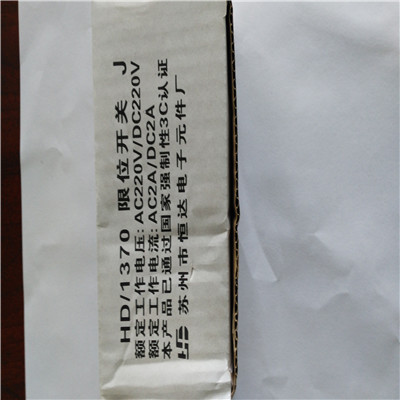 HD/1370 限位开关 J
额定工作电压: AC220V/DC220V
额定工作电流: AC2A/DC2A
本产品已通过国家强制性3C认证
苏州市恒达电子元件厂